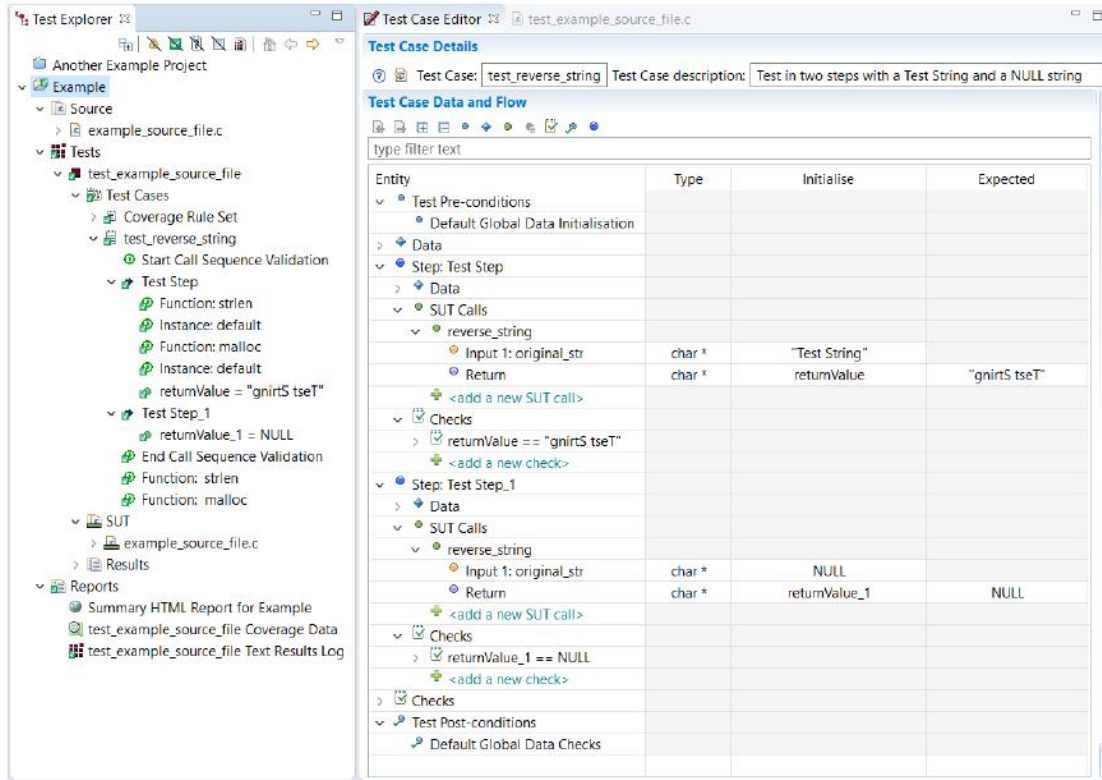 Test Explorer
Another Example Project
Example
Source
example_source_file.c
Tests
test_example_source_file
Test Cases
Coverage Rule Set
test_reverse_string
Start Call Sequence Validation
Test Step
Function: strlen
Instance: default
Function: malloc
Instance: default
returnValue = "gnirtS tseT"
Test Step_1
returnValue_1 = NULL
End Call Sequence Validation
Function: strlen
Function: malloc
SUT
example_source_file.c
Results
Reports
Summary HTML Report for Example
test_example_source_file Coverage Data
test_example_source_file Text Results Log
Test Case Editor test_example_source_file.c
Test Case Details
Test Case: test_reverse_string Test Case description: Test in two steps with a Test String and a NULL string
Test Case Data and Flow
type filter text
Entity Type Initialise Expected
Test Pre-conditions
Default Global Data Initialisation
Data
Step: Test Step
Data
SUT Calls
reverse_string
Input 1: original_str char * "Test String"
Return char * returnValue "gnirtS tseT"
<add a new SUT call>
Checks
returnValue == "gnirtS tseT"
<add a new check>
Step: Test Step_1
Data
SUT Calls
reverse_string
Input 1: original_str char * NULL
Return char * returnValue_1 NULL
<add a new SUT call>
Checks
returnValue_1 == NULL
<add a new check>
Checks
Test Post-conditions
Default Global Data Checks